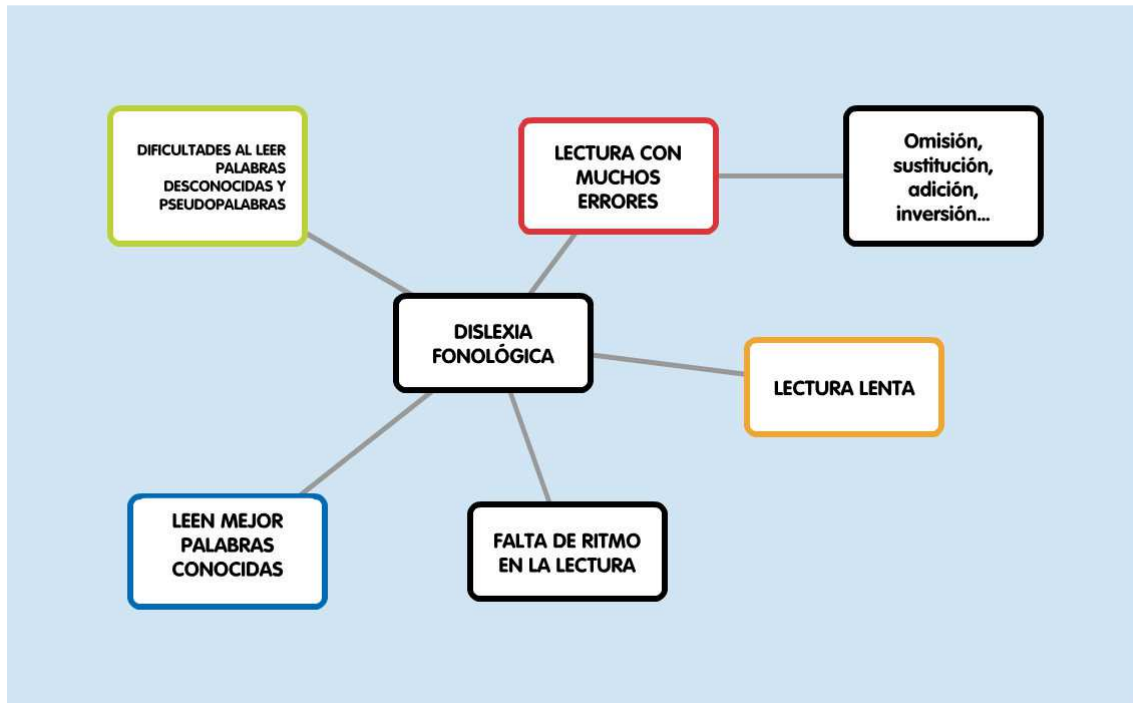 DIFICULTADES AL LEER
PALABRAS
DESCONOCIDAS Y
PSEUDOPALABRAS
LECTURA CON
MUCHOS
ERRORES
Omisión,
sustitución,
adición,
inversión...
DISLEXIA
FONOLÓGICA
LECTURA LENTA
LEEN MEJOR
PALABRAS
CONOCIDAS
FALTA DE RITMO
EN LA LECTURA